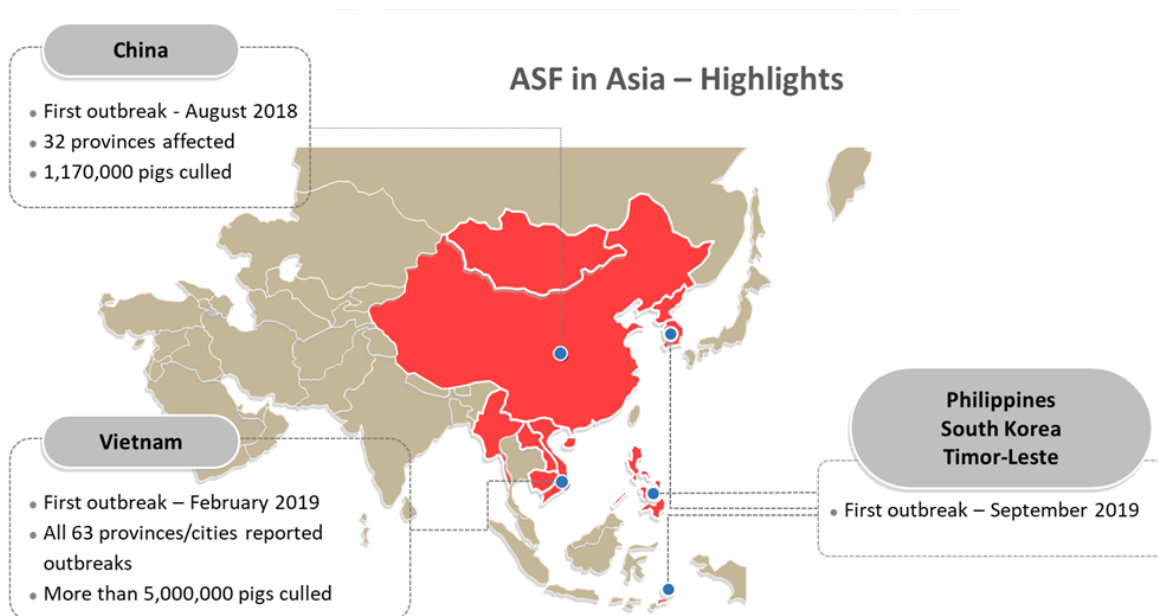 ASF in Asia – Highlights
China
First outbreak - August 2018
32 provinces affected
1,170,000 pigs culled
Vietnam
First outbreak – February 2019
All 63 provinces/cities reported
outbreaks
More than 5,000,000 pigs culled
Philippines
South Korea
Timor-Leste
First outbreak – September 2019